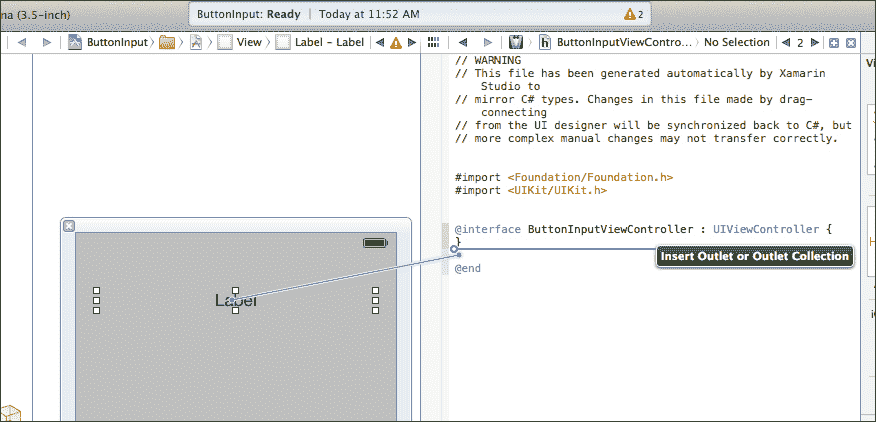 na (3.5-inch)
ButtonInput: Ready | Today at 11:52 AM
2
ButtonInput
View
Label - Label
h
ButtonInputViewContro...
No Selection
2
Vi
// WARNING
// This file has been generated automatically by Xamarin
Studio to
// mirror C# types. Changes in this file made by drag-
connecting
// from the UI designer will be synchronized back to C#, but
// more complex manual changes may not transfer correctly.
#import <Foundation/Foundation.h>
#import <UIKit/UIKit.h>
@interface ButtonInputViewController : UIViewController {
}
Insert Outlet or Outlet Collection
@end
Label